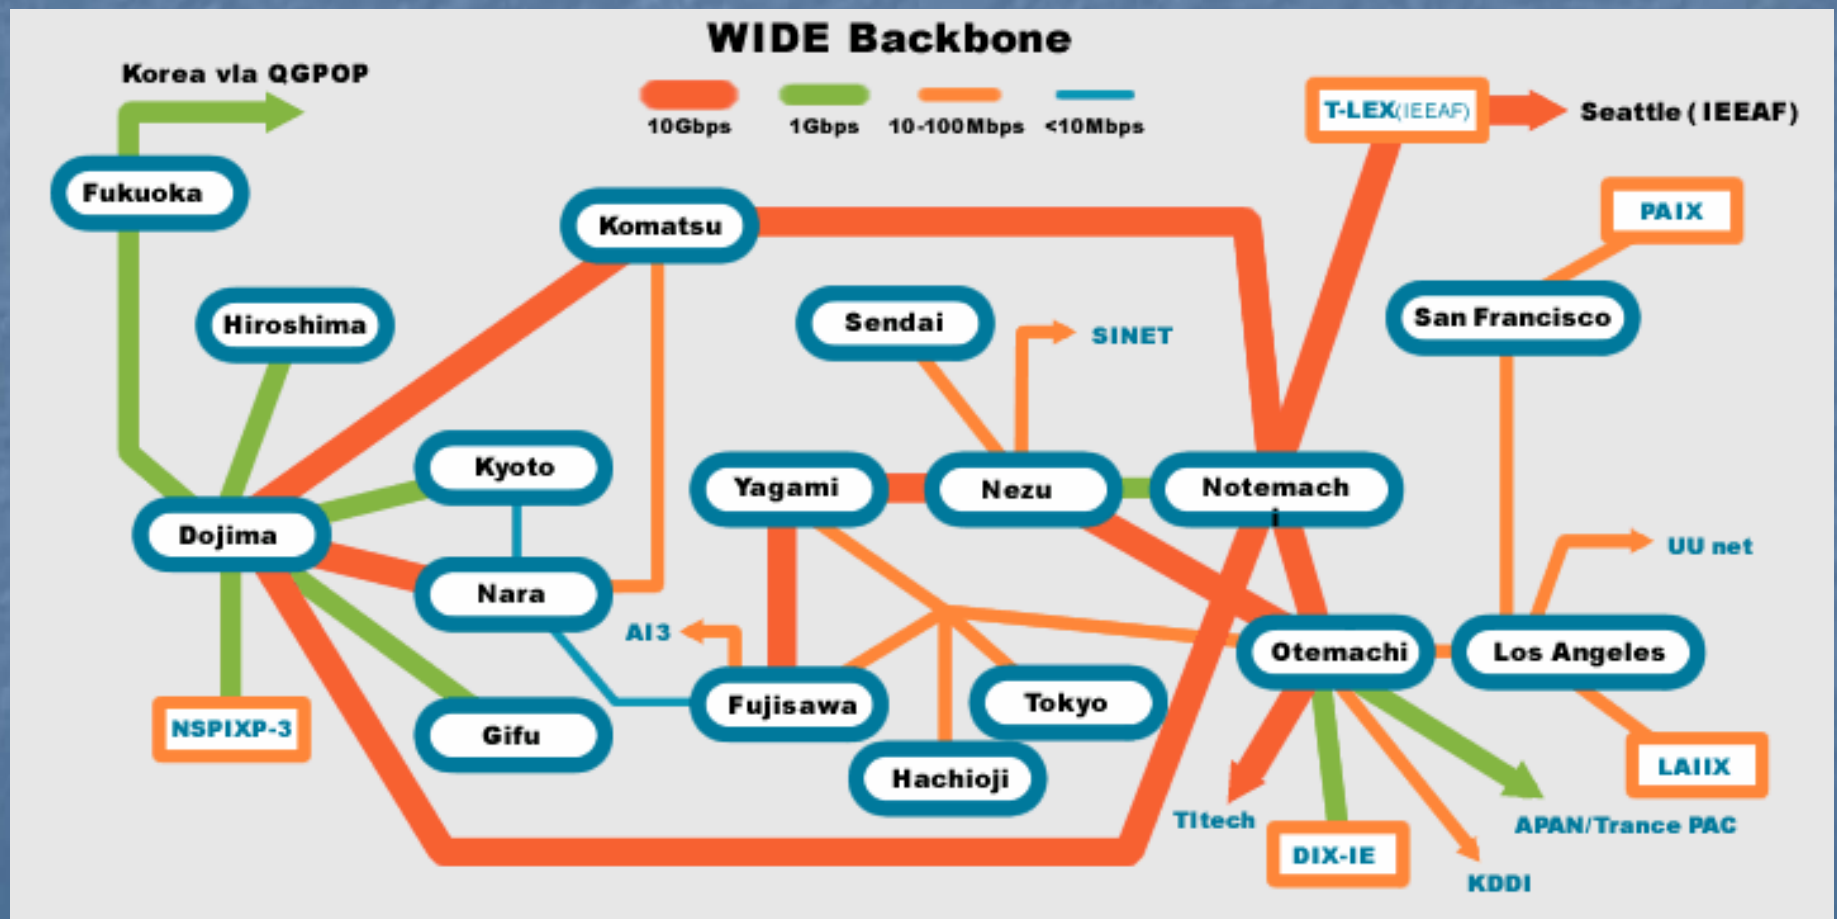 WIDE Backbone
Korea vIa QGPOP
10Gbps
1Gbps
10-100Mbps
<10Mbps
T-LEX(IEEAF)
Seattle (IEEAF)
Fukuoka
Komatsu
PAIX
Hiroshima
Sendai
SINET
San Francisco
Kyoto
Yagami
Nezu
Notemach
i
Dojima
UU net
Nara
AI3
Otemachi
Los Angeles
Fujisawa
Tokyo
NSPIXP-3
Gifu
Hachioji
LAIIX
TItech
APAN/Trance PAC
DIX-IE
KDDI